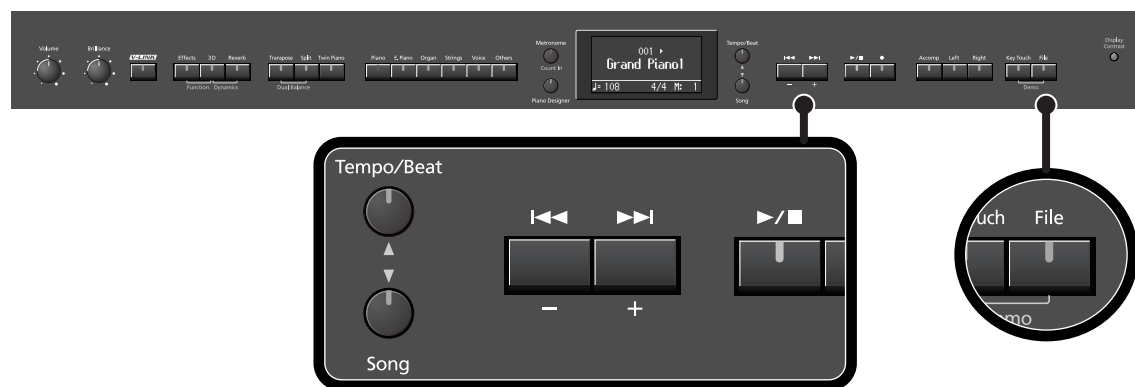 Volume
Brilliance
V-LINK
Effects 3D Reverb
Function Dynamics
Transpose Split Twin Piano
Dual Balance
Piano E. Piano Organ Strings Voice Others
Metronome
Count In
Piano Designer
001
Grand Piano1
♩= 108 4/4 M: 1
Tempo/Beat
Song
− +
Accomp Left Right
Key Touch File
Demo
Display
Contrast
Tempo/Beat
Song
− +
uch File
mo